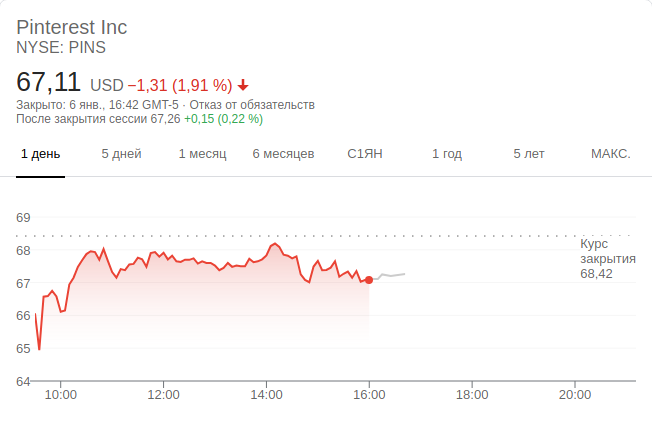 Pinterest Inc
NYSE: PINS
67,11 USD −1,31 (1,91 %)
Закрыто: 6 янв., 16:42 GMT-5 · Отказ от обязательств
После закрытия сессии 67,26 +0,15 (0,22 %)
1 день 5 дней 1 месяц 6 месяцев С1ЯН 1 год 5 лет МАКС.
69
68
67
66
65
64
Курс
закрытия
68,42
10:00 12:00 14:00 16:00 18:00 20:00